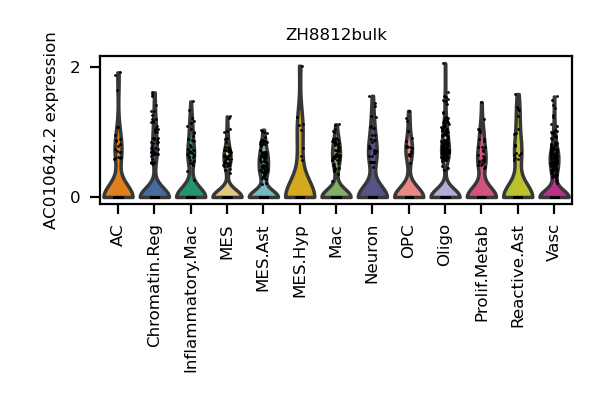 ZH8812bulk
AC010642.2 expression
2
0
AC
Chromatin.Reg
Inflammatory.Mac
MES
MES.Ast
MES.Hyp
Mac
Neuron
OPC
Oligo
Prolif.Metab
Reactive.Ast
Vasc